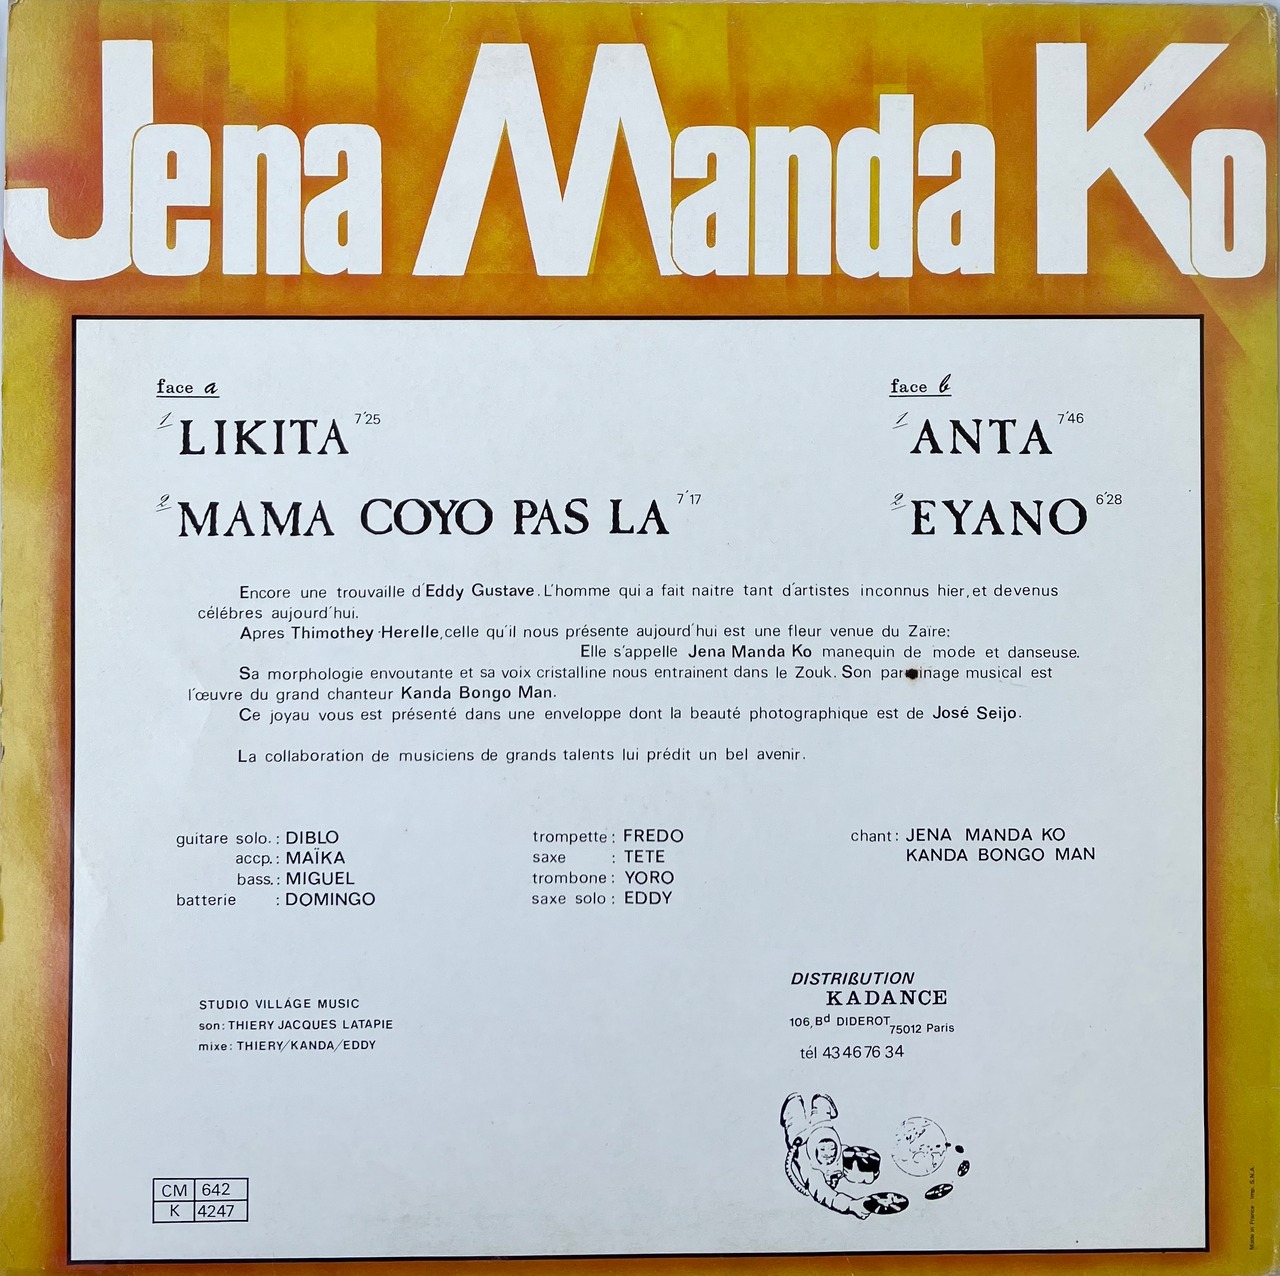 Jena Manda Ko
face a
1 LIKITA 7'25
2 MAMA COYO PAS LA 7'17
face b
1 ANTA 7'46
2 EYANO 6'28
Encore une trouvaille d'Eddy Gustave. L'homme qui a fait naitre tant d'artistes inconnus hier, et devenus
célébres aujourd'hui.
Apres Thimothey Herelle, celle qu'il nous présente aujourd'hui est une fleur venue du Zaïre:
Elle s'appelle Jena Manda Ko manequin de mode et danseuse.
Sa morphologie envoutante et sa voix cristalline nous entrainent dans le Zouk. Son musical est
l'œuvre du grand chanteur Kanda Bongo Man.
Ce joyau vous est présenté dans une enveloppe dont la beauté photographique est de José Seijo.
La collaboration de musiciens de grands talents lui prédit un bel avenir.
guitare solo. : DIBLO
accp. : MAÏKA
bass. : MIGUEL
batterie : DOMINGO
trompette : FREDO
saxe : TETE
trombone : YORO
saxe solo : EDDY
chant : JENA MANDA KO
KANDA BONGO MAN
STUDIO VILLÁGE MUSIC
son: THIERY JACQUES LATAPIE
mixe: THIERY/KANDA/EDDY
DISTRIBUTION
KADANCE
106, Bd DIDEROT 75012 Paris
tél 43 46 76 34
CM 642
K 4247
Made in France imp. S.N.A.